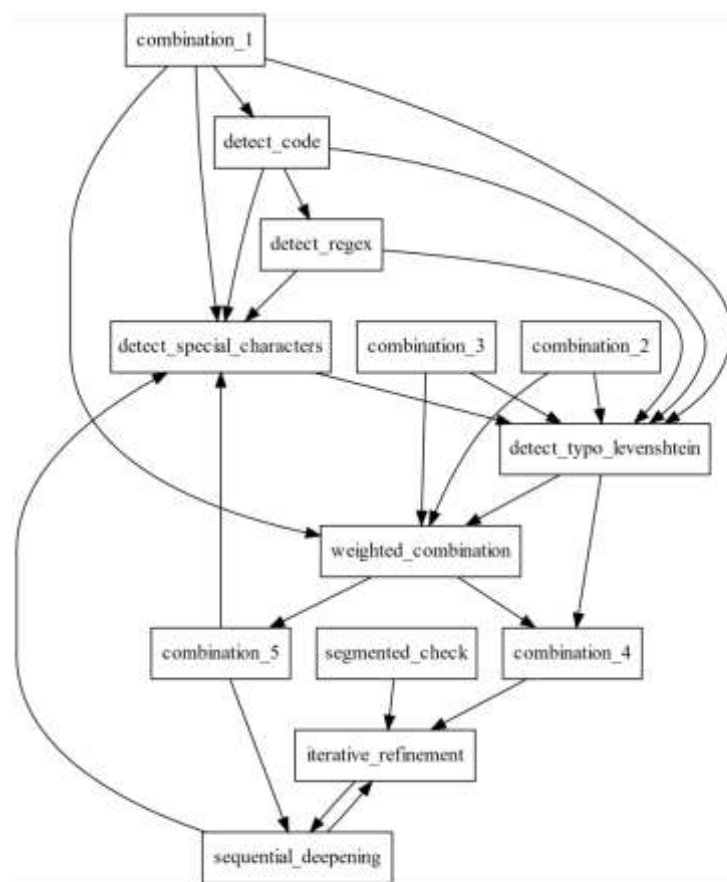 combination_1
detect_code
detect_regex
detect_special_characters
combination_3
combination_2
detect_typo_levenshtein
weighted_combination
combination_5
segmented_check
combination_4
iterative_refinement
sequential_deepening